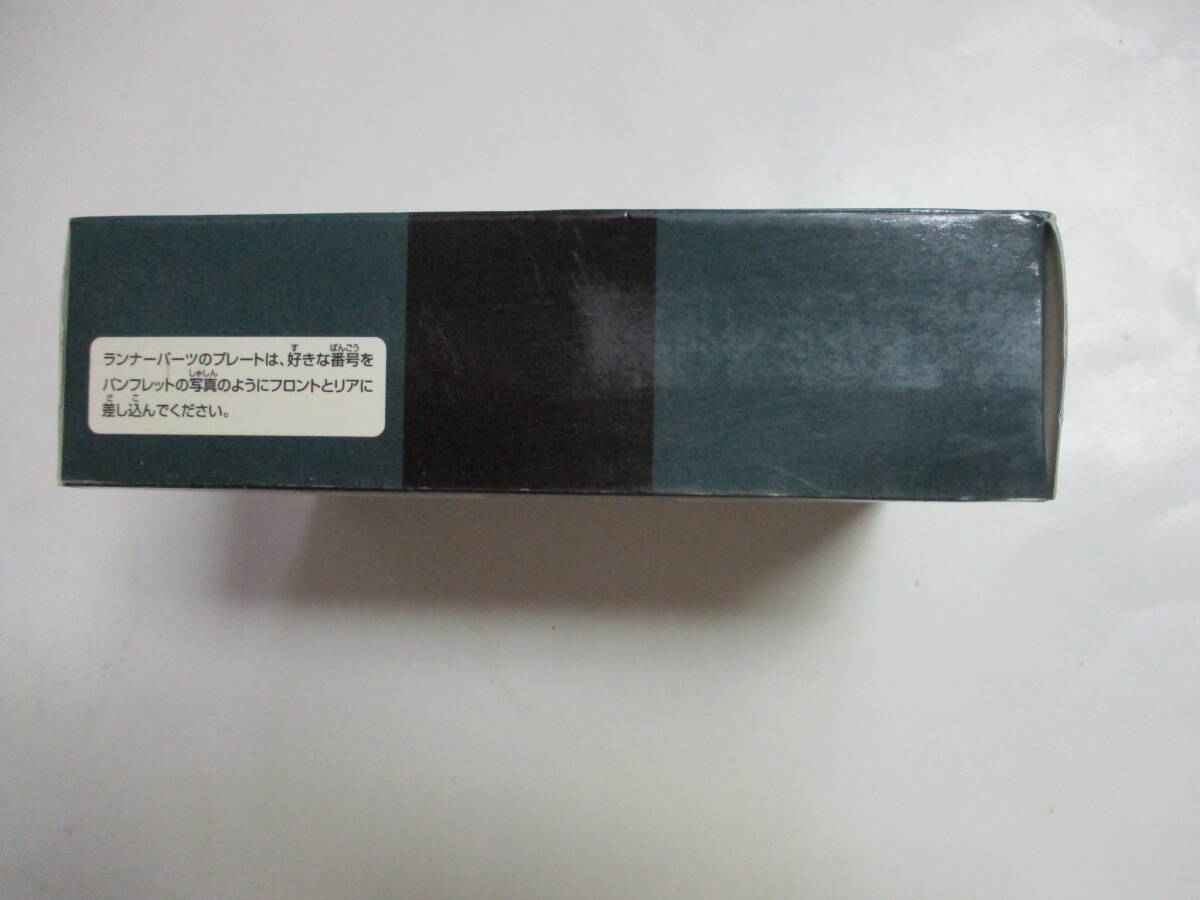 ランナーパーツのプレートは、好きな番号を
パンフレットの写真のようにフロントとリアに
差し込んでください。